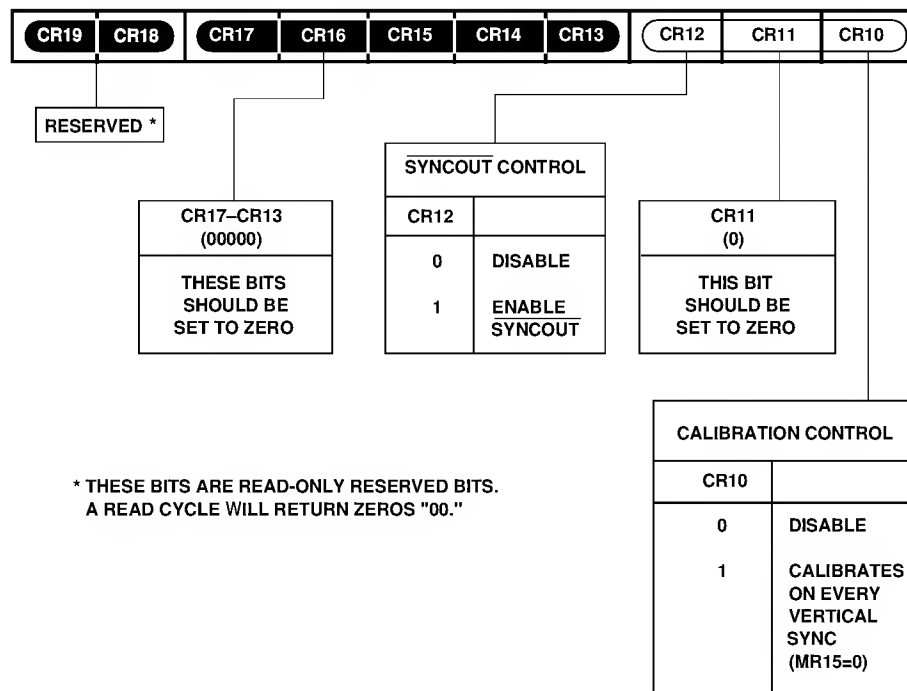 CR19 CR18 CR17 CR16 CR15 CR14 CR13 CR12 CR11 CR10
RESERVED *
CR17–CR13
(00000)
THESE BITS
SHOULD BE
SET TO ZERO
SYNCOUT CONTROL
CR12
0 DISABLE
1 ENABLE
SYNCOUT
CR11
(0)
THIS BIT
SHOULD BE
SET TO ZERO
CALIBRATION CONTROL
CR10
0 DISABLE
1 CALIBRATES
ON EVERY
VERTICAL
SYNC
(MR15=0)
* THESE BITS ARE READ-ONLY RESERVED BITS.
A READ CYCLE WILL RETURN ZEROS "00."